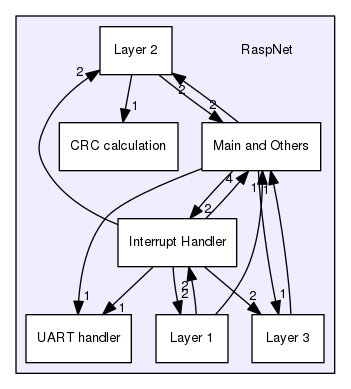 Layer 2
RaspNet
2
2
2
1
CRC calculation
Main and Others
4
1
1
2
Interrupt Handler
2
2
1
1
2
1
UART handler
Layer 1
Layer 3